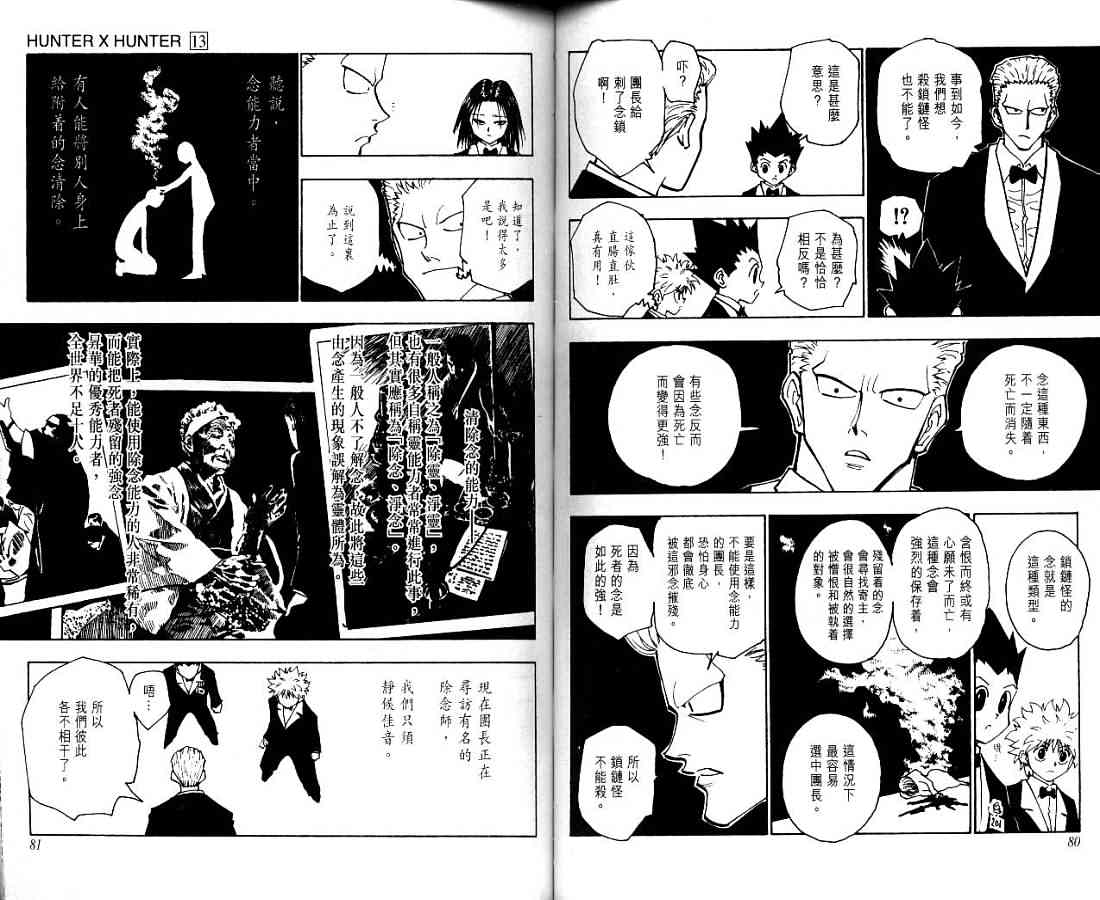 事到如今，
我們想
殺鎖鏈怪
也不能了。
!?
這是甚麼
意思？
吓？
團長給
刺了念鎖
啊！
為甚麼？
不是恰恰
相反嗎？
這傢伙
直腸直肚，
真有用！
念這種東西，
不一定隨着
死亡而消失。
有些念反而
會因為死亡
而變得更強！
鎖鏈怪的
念就是
這種類型。
含恨而終或有
心願未了而亡，
這種念會
強烈的保存着，
殘留着的念
會尋找寄主，
會很自然的選擇
被憎恨和被執着
的對象。
這情況下
最容易
選中團長。
要是這樣，
不能使用念能力
的團長，
恐怕身心
都會徹底
被這邪念摧殘。
因為
死者的念是
如此的強！
所以
鎖鏈怪
不能殺。
80
HUNTER X HUNTER 13
知道了，
我說得太多
是吧！
說到這裏
為止了。
聽說，
念能力者當中。
有人能將別人身上
給附着的念清除。
清除念的能力——
一般人稱之為『除靈、淨靈』，
也有很多自稱靈能力者常常進行此事，
但其實應稱為『除念、淨念』。
因為一般人不了解念，故此將這些
由念產生的現象誤解為靈體所為。
實際上，能使用除念能力的人非常稀有，
而能把死者殘留的強念
昇華的優秀能力者，
全世界不足十人。
現在團長正在
尋訪有名的
除念師，
我們只須
靜候佳音。
唔…
所以
我們彼此
各不相干了。
81